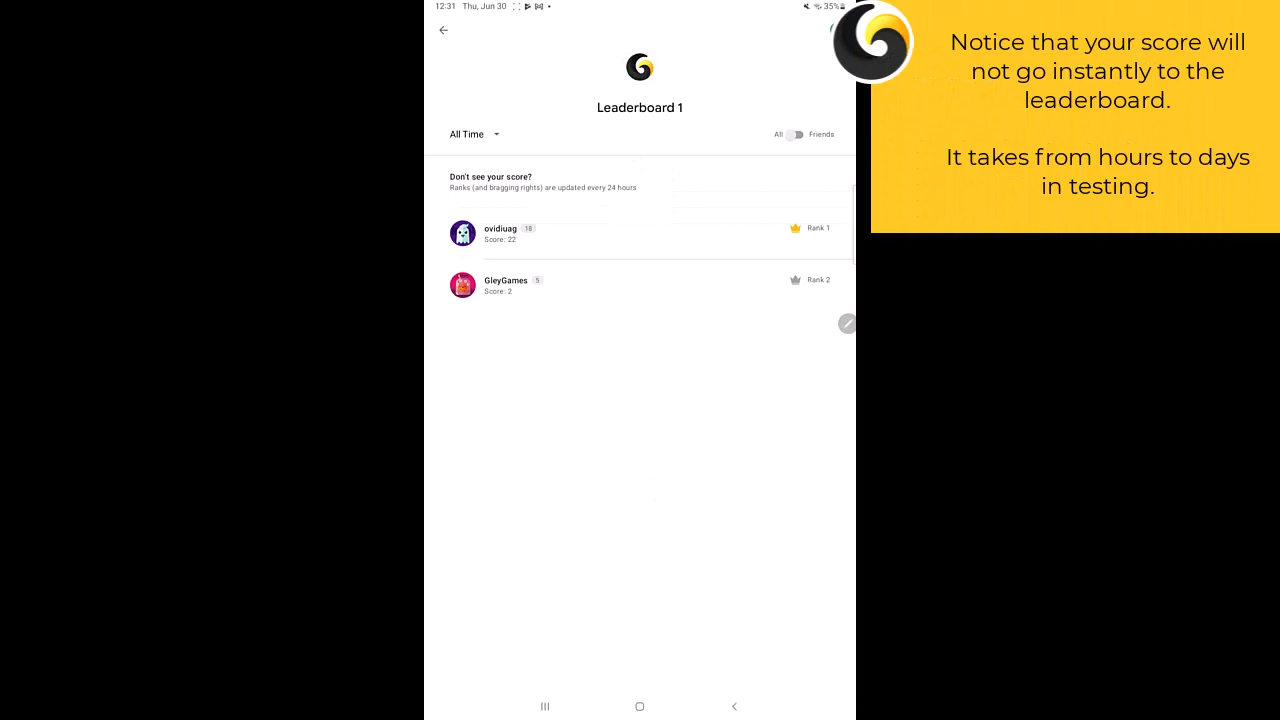 12:31 Thu, Jun 30
35%
Leaderboard 1
All Time
All Friends
Don't see your score?
Ranks (and bragging rights) are updated every 24 hours
ovidiuag 18
Score: 22
Rank 1
GleyGames 5
Score: 2
Rank 2
Notice that your score will
not go instantly to the
leaderboard.
It takes from hours to days
in testing.